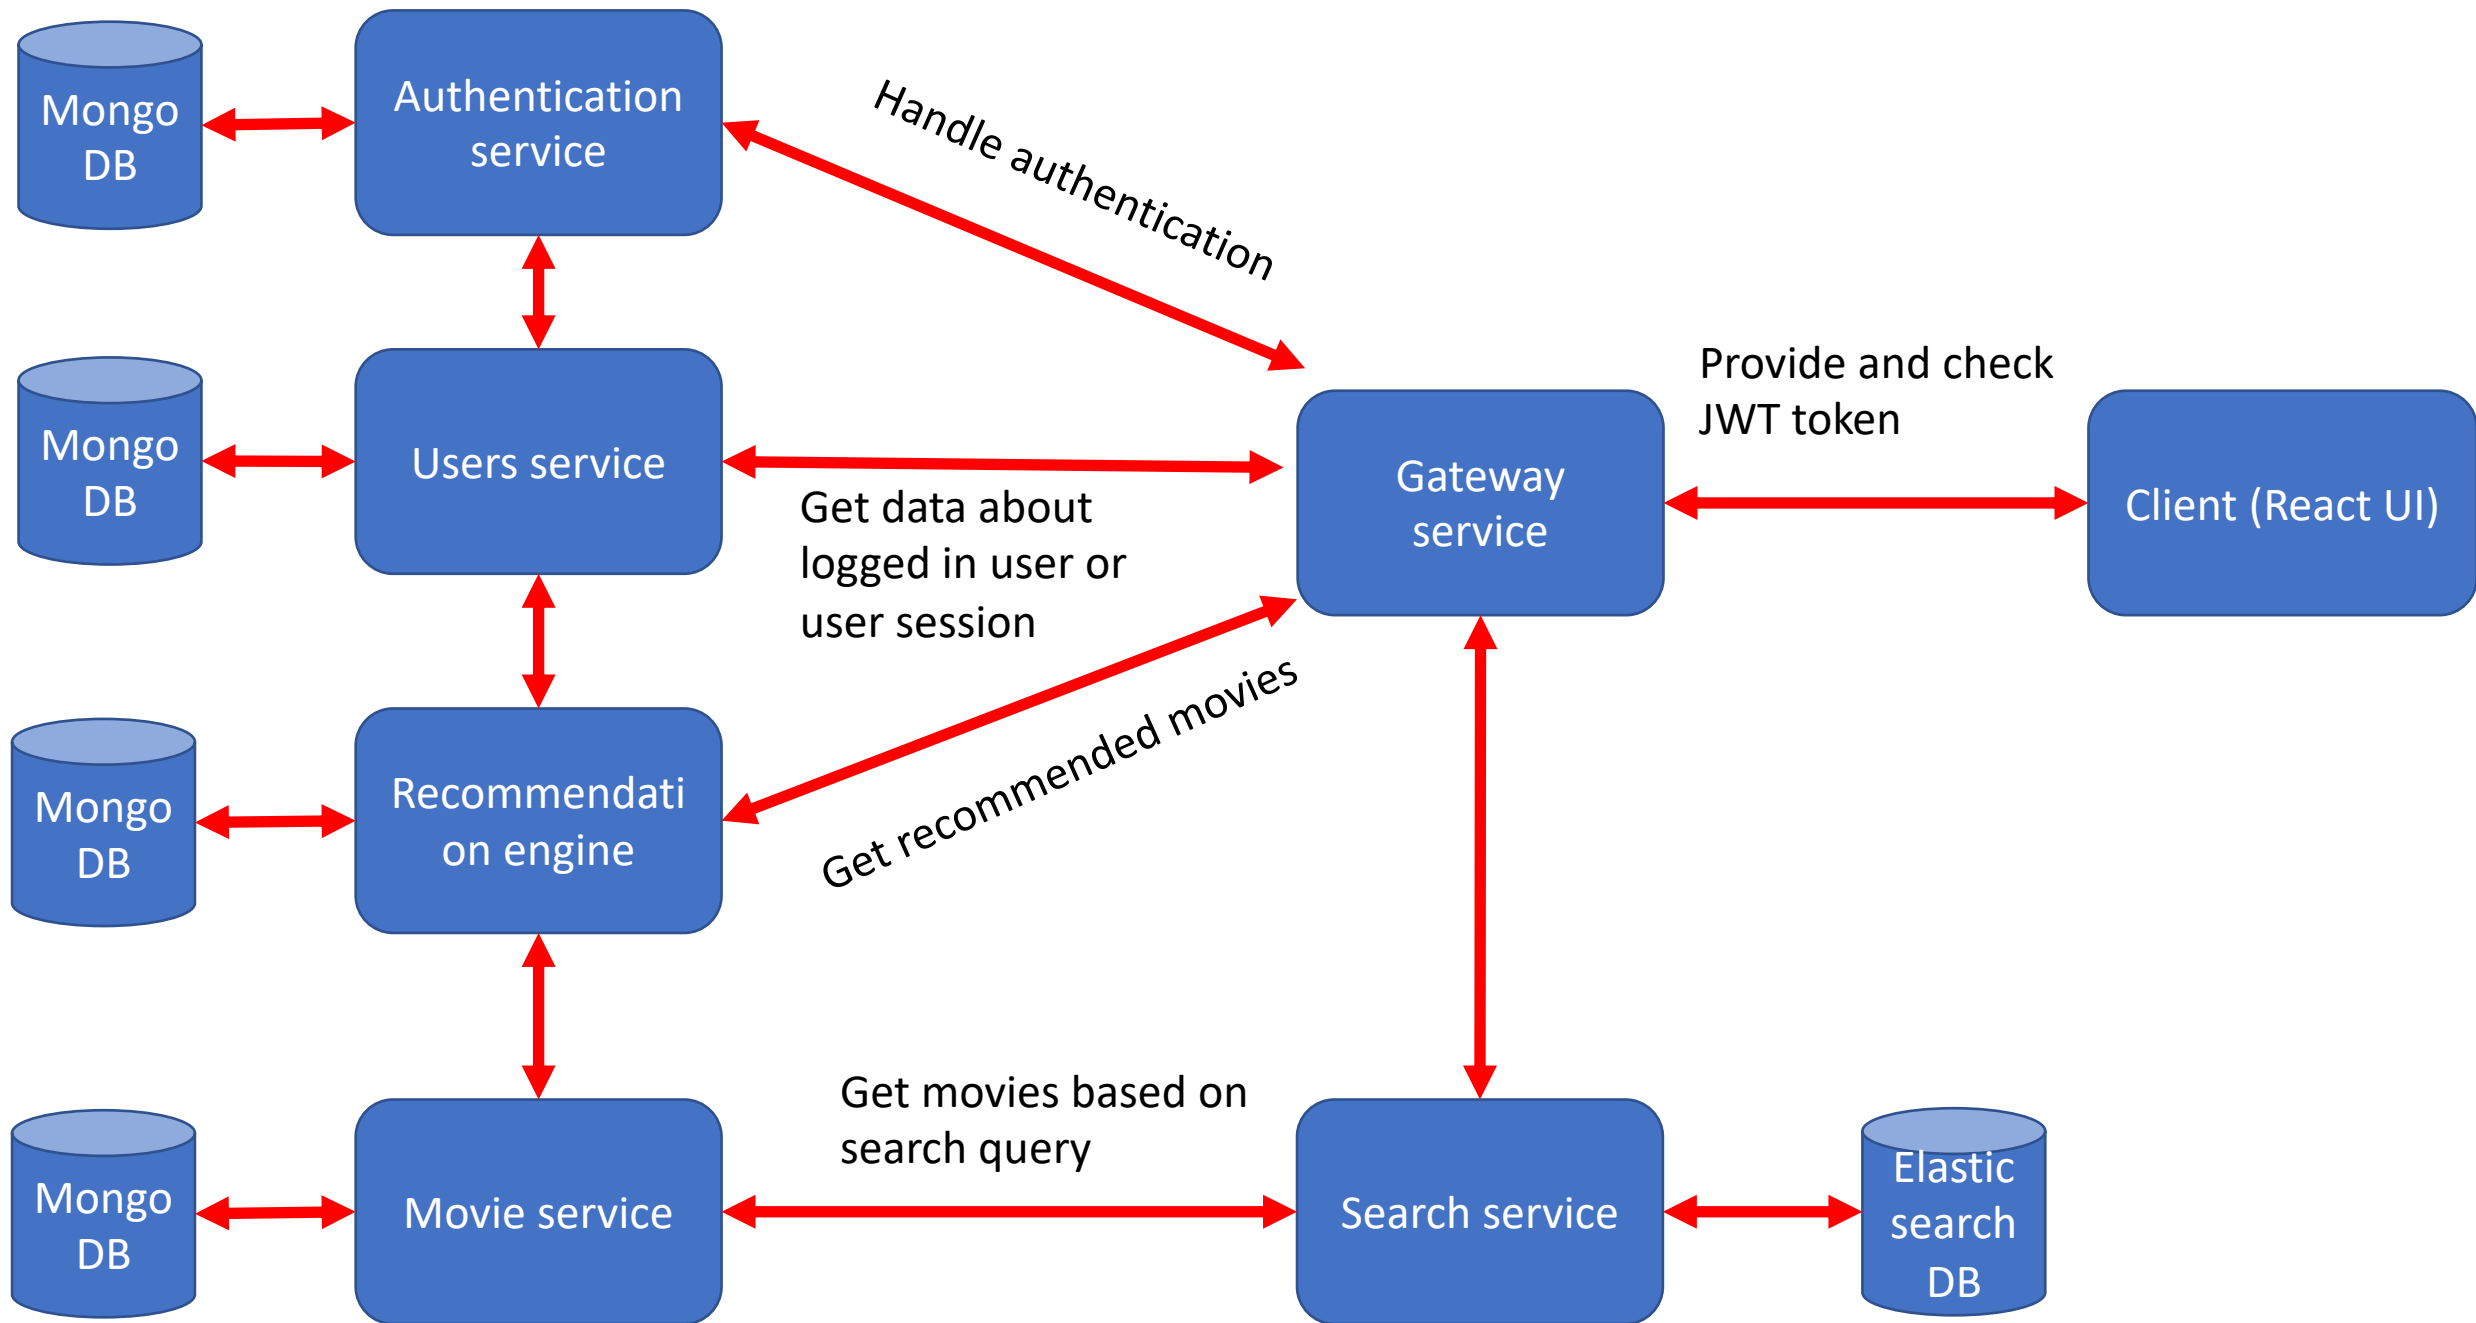 Mongo
DB
Authentication
service
Handle authentication
Mongo
DB
Users service
Get data about
logged in user or
user session
Gateway
service
Provide and check
JWT token
Client (React UI)
Mongo
DB
Recommendati
on engine
Get recommended movies
Mongo
DB
Movie service
Get movies based on
search query
Search service
Elastic
search
DB